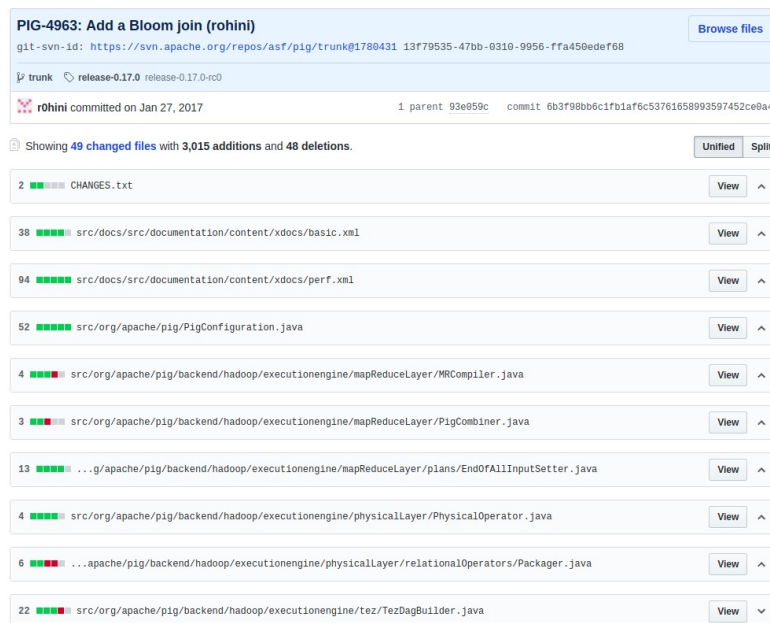 PIG-4963: Add a Bloom join (rohini)
Browse files
git-svn-id: https://svn.apache.org/repos/asf/pig/trunk@1780431 13f79535-47bb-0310-9956-ffa450edef68
trunk release-0.17.0 release-0.17.0-rc0
r0hini committed on Jan 27, 2017 1 parent 93e059c commit 6b3f98bb6c1fb1af6c53761658993597452ce0a4
Showing 49 changed files with 3,015 additions and 48 deletions. Unified Split
2 CHANGES.txt View
38 src/docs/src/documentation/content/xdocs/basic.xml View
94 src/docs/src/documentation/content/xdocs/perf.xml View
52 src/org/apache/pig/PigConfiguration.java View
4 src/org/apache/pig/backend/hadoop/executionengine/mapReduceLayer/MRCompiler.java View
3 src/org/apache/pig/backend/hadoop/executionengine/mapReduceLayer/PigCombiner.java View
13 ...g/apache/pig/backend/hadoop/executionengine/mapReduceLayer/plans/EndOfAllInputSetter.java View
4 src/org/apache/pig/backend/hadoop/executionengine/physicalLayer/PhysicalOperator.java View
6 ...apache/pig/backend/hadoop/executionengine/physicalLayer/relationalOperators/Packager.java View
22 src/org/apache/pig/backend/hadoop/executionengine/tez/TezDagBuilder.java View